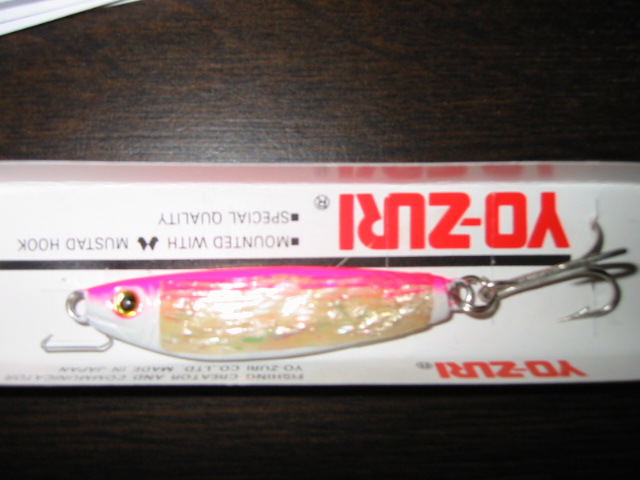 YO-ZURI®
■SPECIAL QUALITY
■MOUNTED WITH MUSTAD HOOK
YO-ZURI®
FISHING CREATOR AND COMMUNICATOR
YO-ZURI CO.,LTD. MADE IN JAPAN